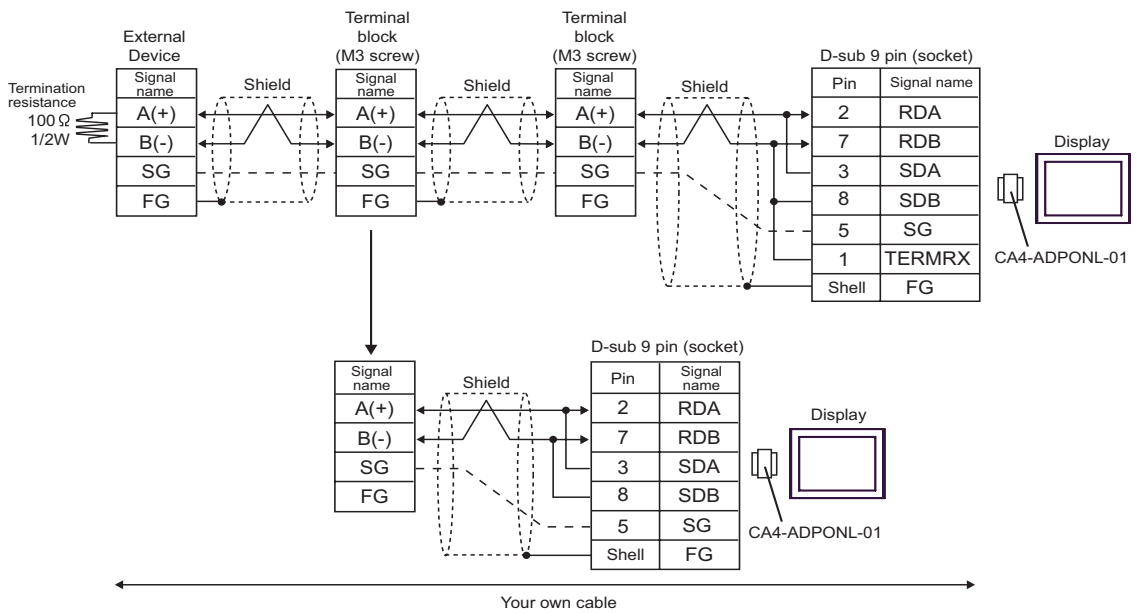 External
Device
Terminal
block
(M3 screw)
Terminal
block
(M3 screw)
D-sub 9 pin (socket)
Termination
resistance
100 Ω
1/2W
Signal
name
A(+)
B(-)
SG
FG
Shield
Signal
name
A(+)
B(-)
SG
FG
Shield
Signal
name
A(+)
B(-)
SG
FG
Shield
Pin Signal name
2 RDA
7 RDB
3 SDA
8 SDB
5 SG
1 TERMRX
Shell FG
Display
CA4-ADPONL-01
D-sub 9 pin (socket)
Signal
name
A(+)
B(-)
SG
FG
Shield
Pin Signal
name
2 RDA
7 RDB
3 SDA
8 SDB
5 SG
Shell FG
Display
CA4-ADPONL-01
Your own cable